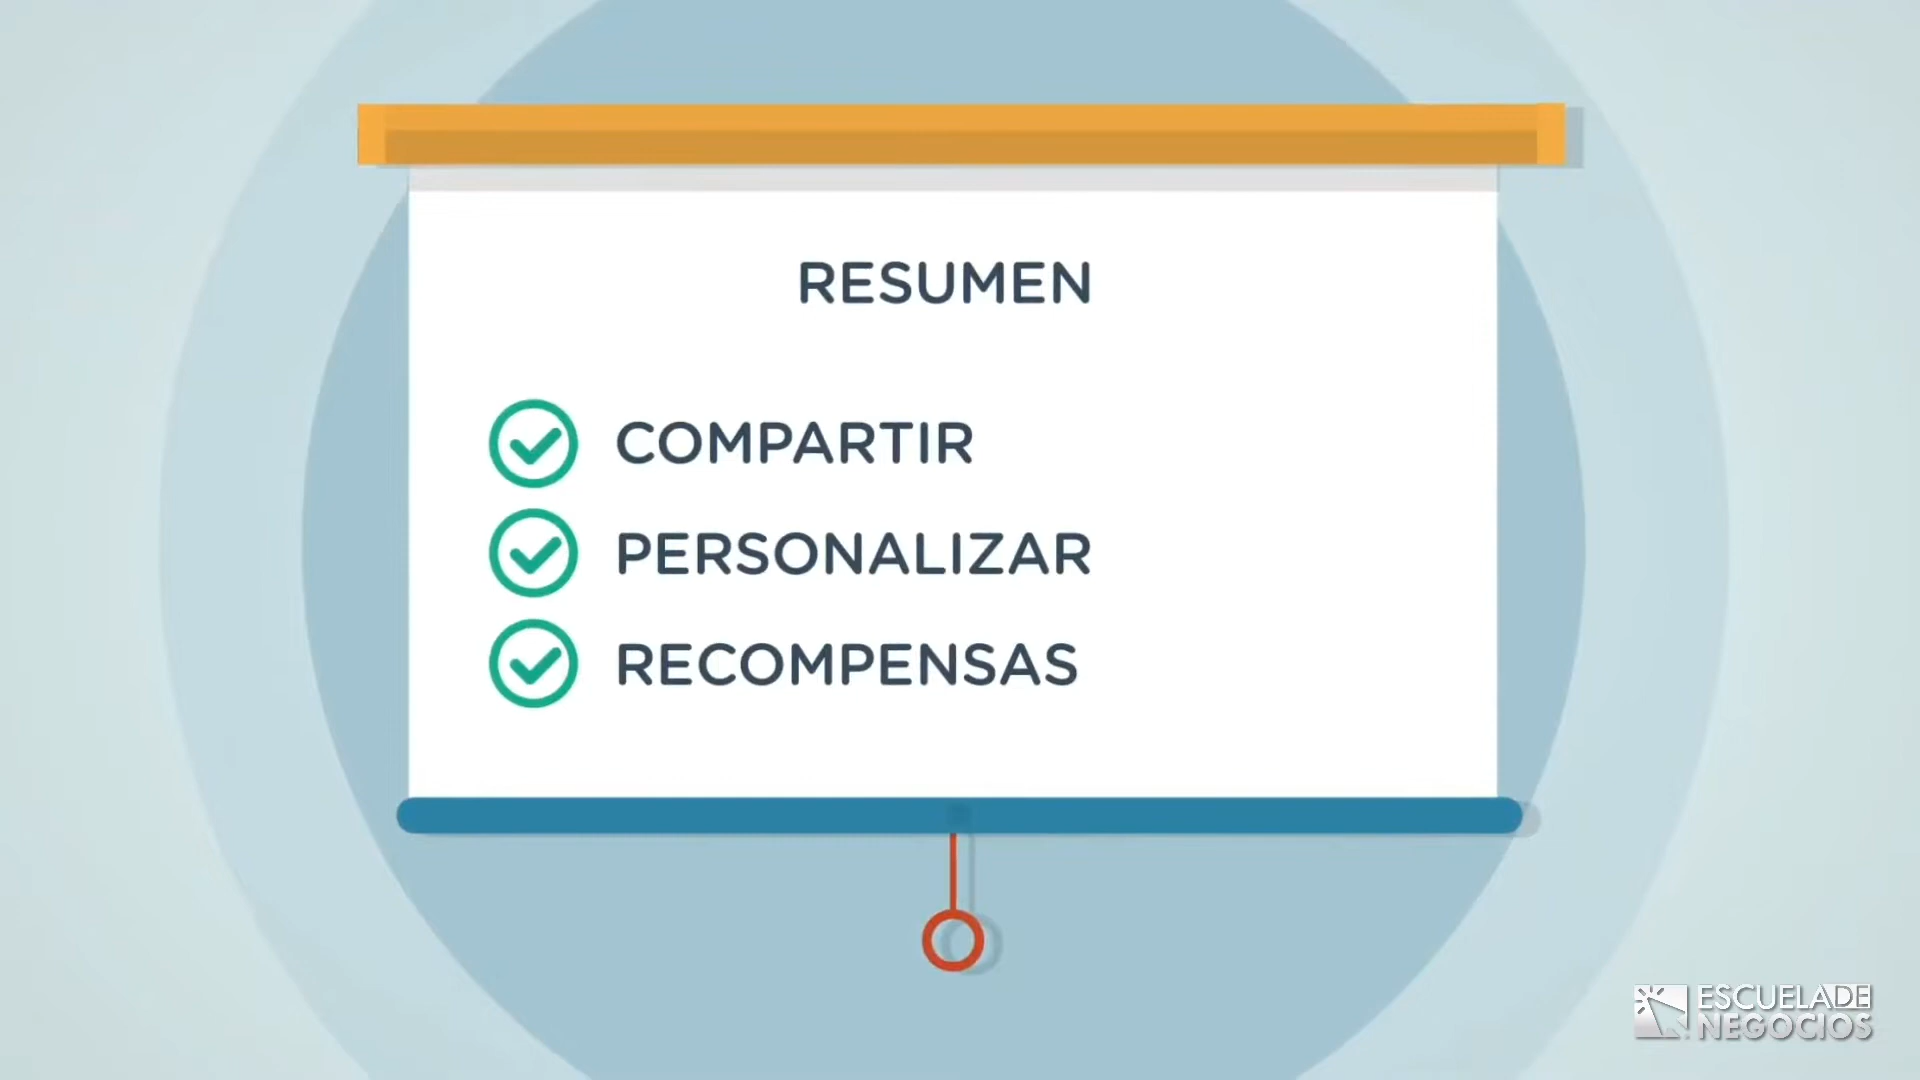 RESUMEN
COMPARTIR
PERSONALIZAR
RECOMPENSAS
ESCUELADE
NEGOCIOS